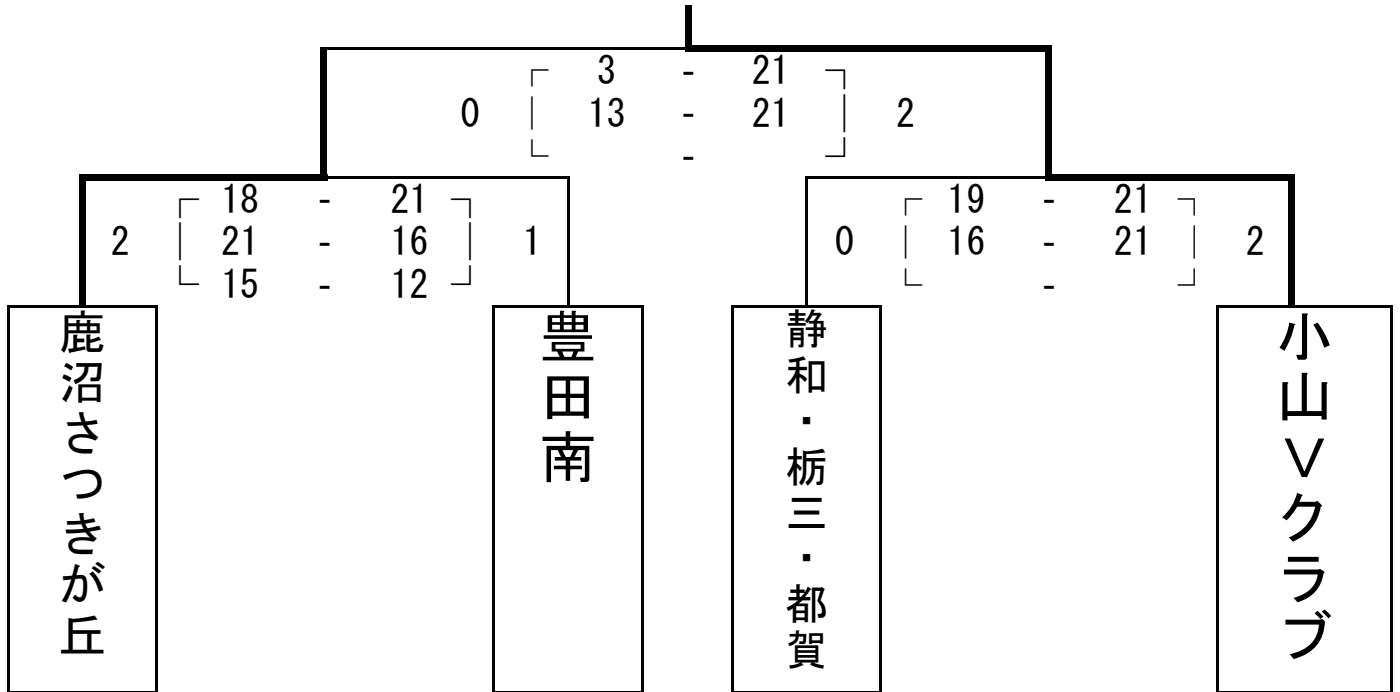 3 - 21
0 13 - 21 2
-
18 - 21 19 - 21
2 21 - 16 1 0 16 - 21 2
15 - 12 -
鹿沼さつきが丘
豊田南
静和・栃三・都賀
小山Vクラブ